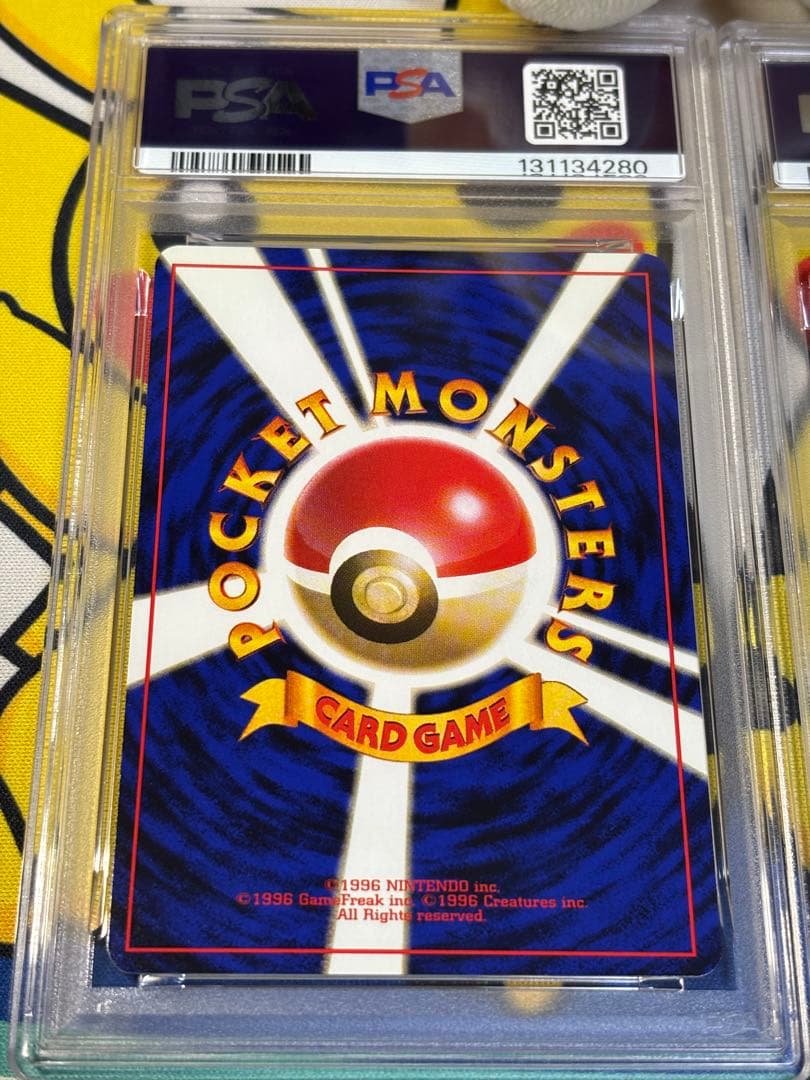 PSA
PSA
131134280
POCKET MONSTERS
CARD GAME
©1996 NINTENDO inc.
©1996 GameFreak inc. ©1996 Creatures inc.
All Rights reserved.